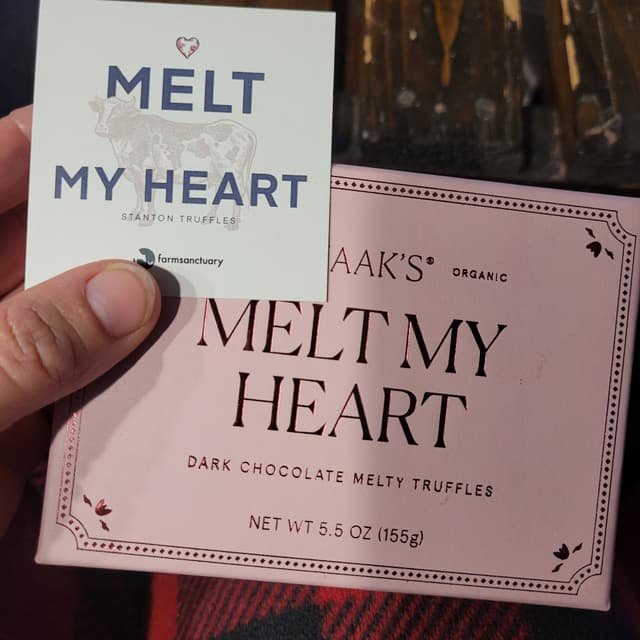 MELT
MY HEART
STANTON TRUFFLES
farmsanctuary
AAK'S® ORGANIC
MELT MY
HEART
DARK CHOCOLATE MELTY TRUFFLES
NET WT 5.5 OZ (155g)